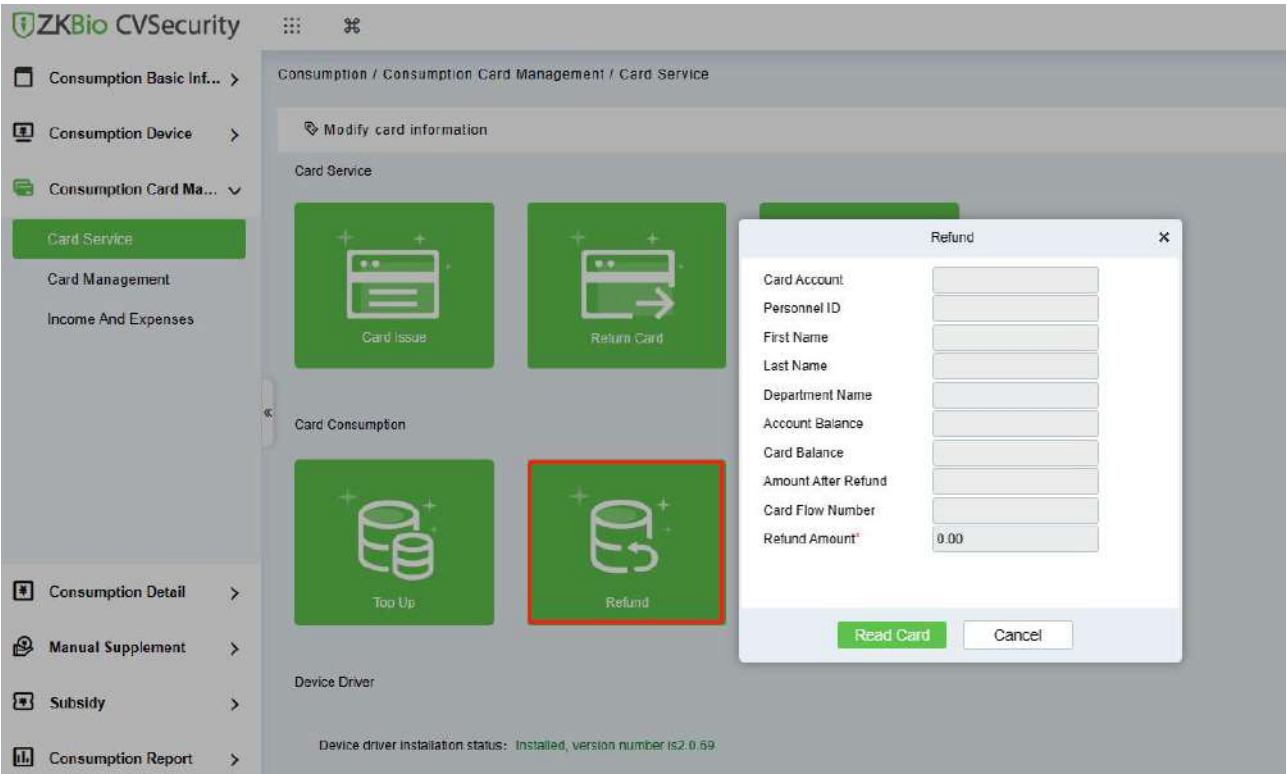 ZKBio CVSecurity
Consumption Basic Inf...
Consumption Device
Consumption Card Ma...
Card Service
Card Management
Income And Expenses
Consumption Detail
Manual Supplement
Subsidy
Consumption Report
Consumption / Consumption Card Management / Card Service
Modify card information
Card Service
Card Issue
Return Card
Card Consumption
Top Up
Refund
Device Driver
Device driver installation status: Installed, version number is2.0.69
Refund
Card Account
Personnel ID
First Name
Last Name
Department Name
Account Balance
Card Balance
Amount After Refund
Card Flow Number
Refund Amount* 0.00
Read Card
Cancel